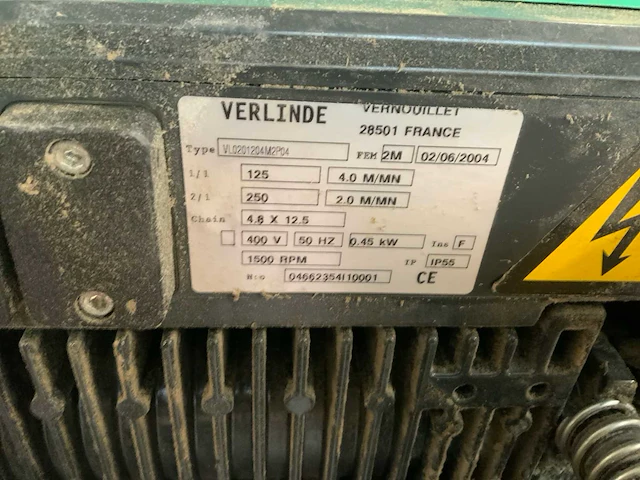 VERLINDE VERNOUILLET
28501 FRANCE
Type VL0201204M2P04 FEM 2M 02/06/2004
1/1 125 4.0 M/MN
2/1 250 2.0 M/MN
Chain 4.8 X 12.5
400 V 50 HZ 0.45 kW Ins F
1500 RPM IP IP55
N:o 04662354I10001 CE